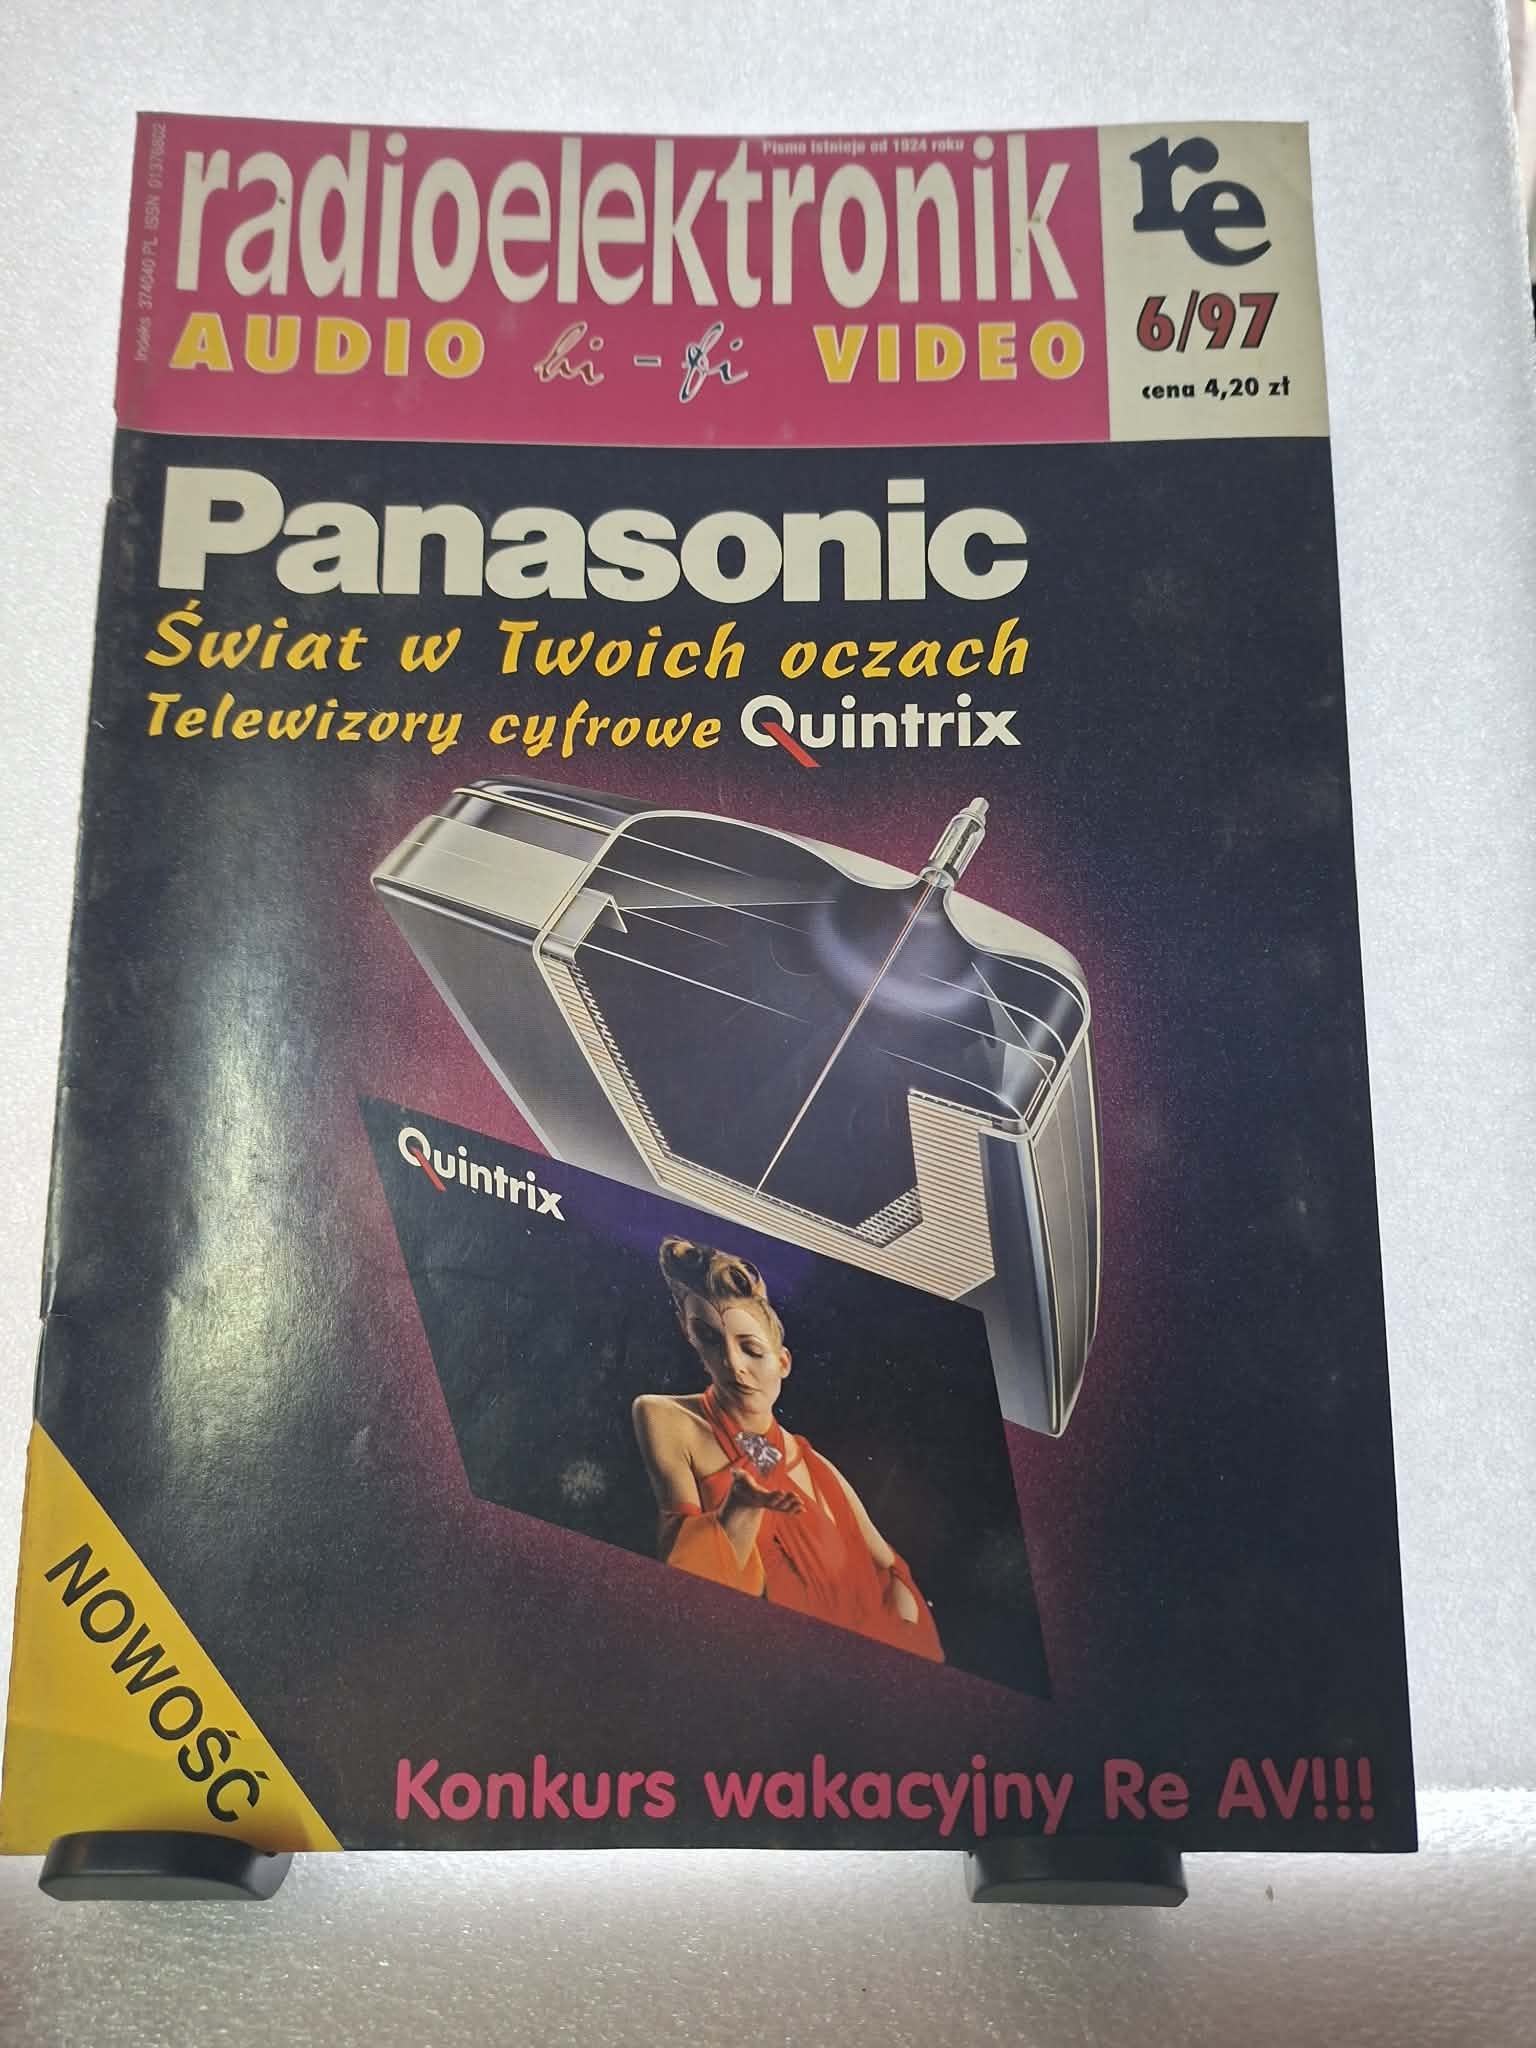 Pismo istnieje od 1924 roku
radioelektronik
AUDIO hi-fi VIDEO
Indeks 374040 PL ISSN 01376802
re
6/97
cena 4,20 zł
Panasonic
Świat w Twoich oczach
Telewizory cyfrowe Quintrix
Quintrix
NOWOŚĆ
Konkurs wakacyjny Re AV!!!